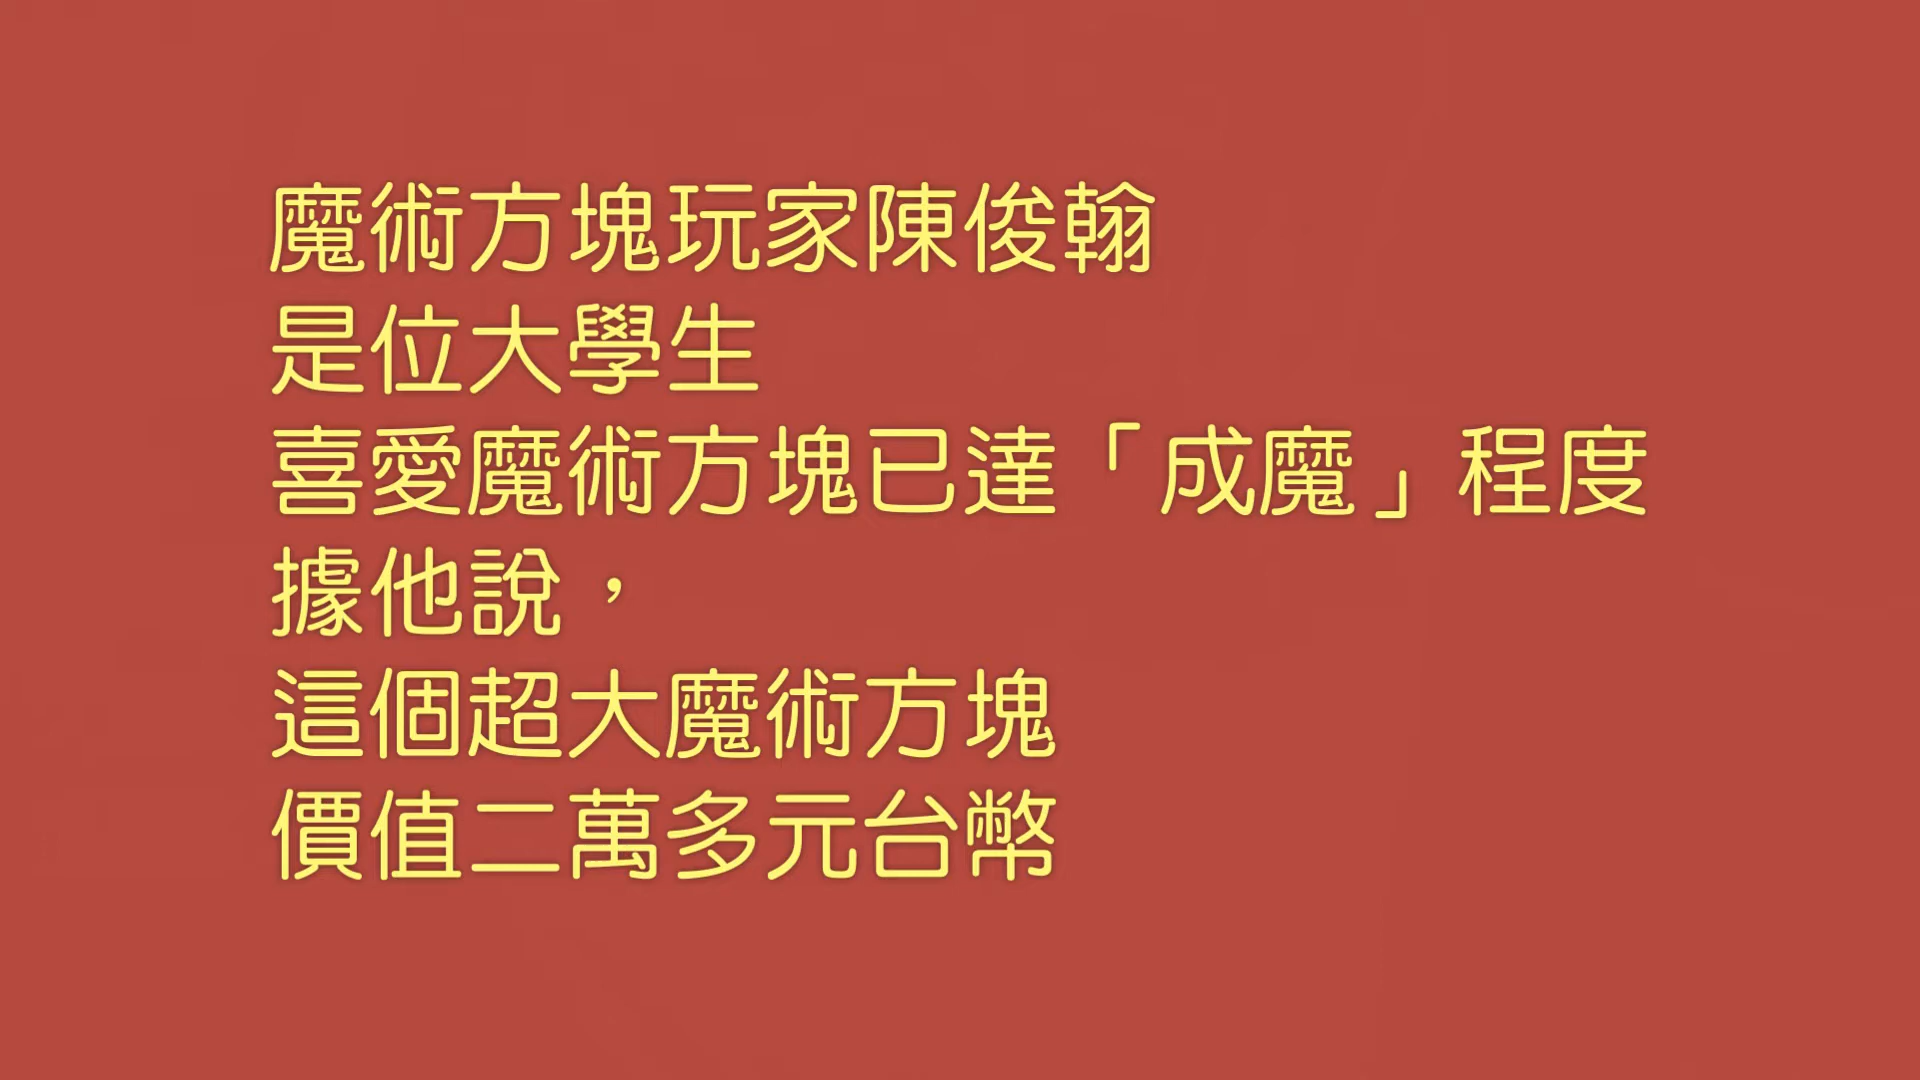 魔術方塊玩家陳俊翰
是位大學生
喜愛魔術方塊已達「成魔」程度
據他說，
這個超大魔術方塊
價值二萬多元台幣